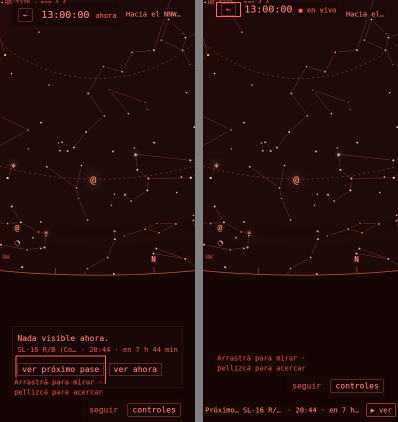 ← 13:00:00 ahora Hacia el NNW…
@
@
NW
N
Nada visible ahora.
SL-16 R/B (Co… · 20:44 · en 7 h 44 min
ver próximo pase ver ahora
Arrastrá para mirar ·
pellizcá para acercar
seguir controles
← 13:00:00 ● en vivo Hacia el…
@
@
NW
N
Arrastrá para mirar ·
pellizcá para acercar
seguir controles
Próximo… SL-16 R/… · 20:44 · en 7 h… ▶ ver